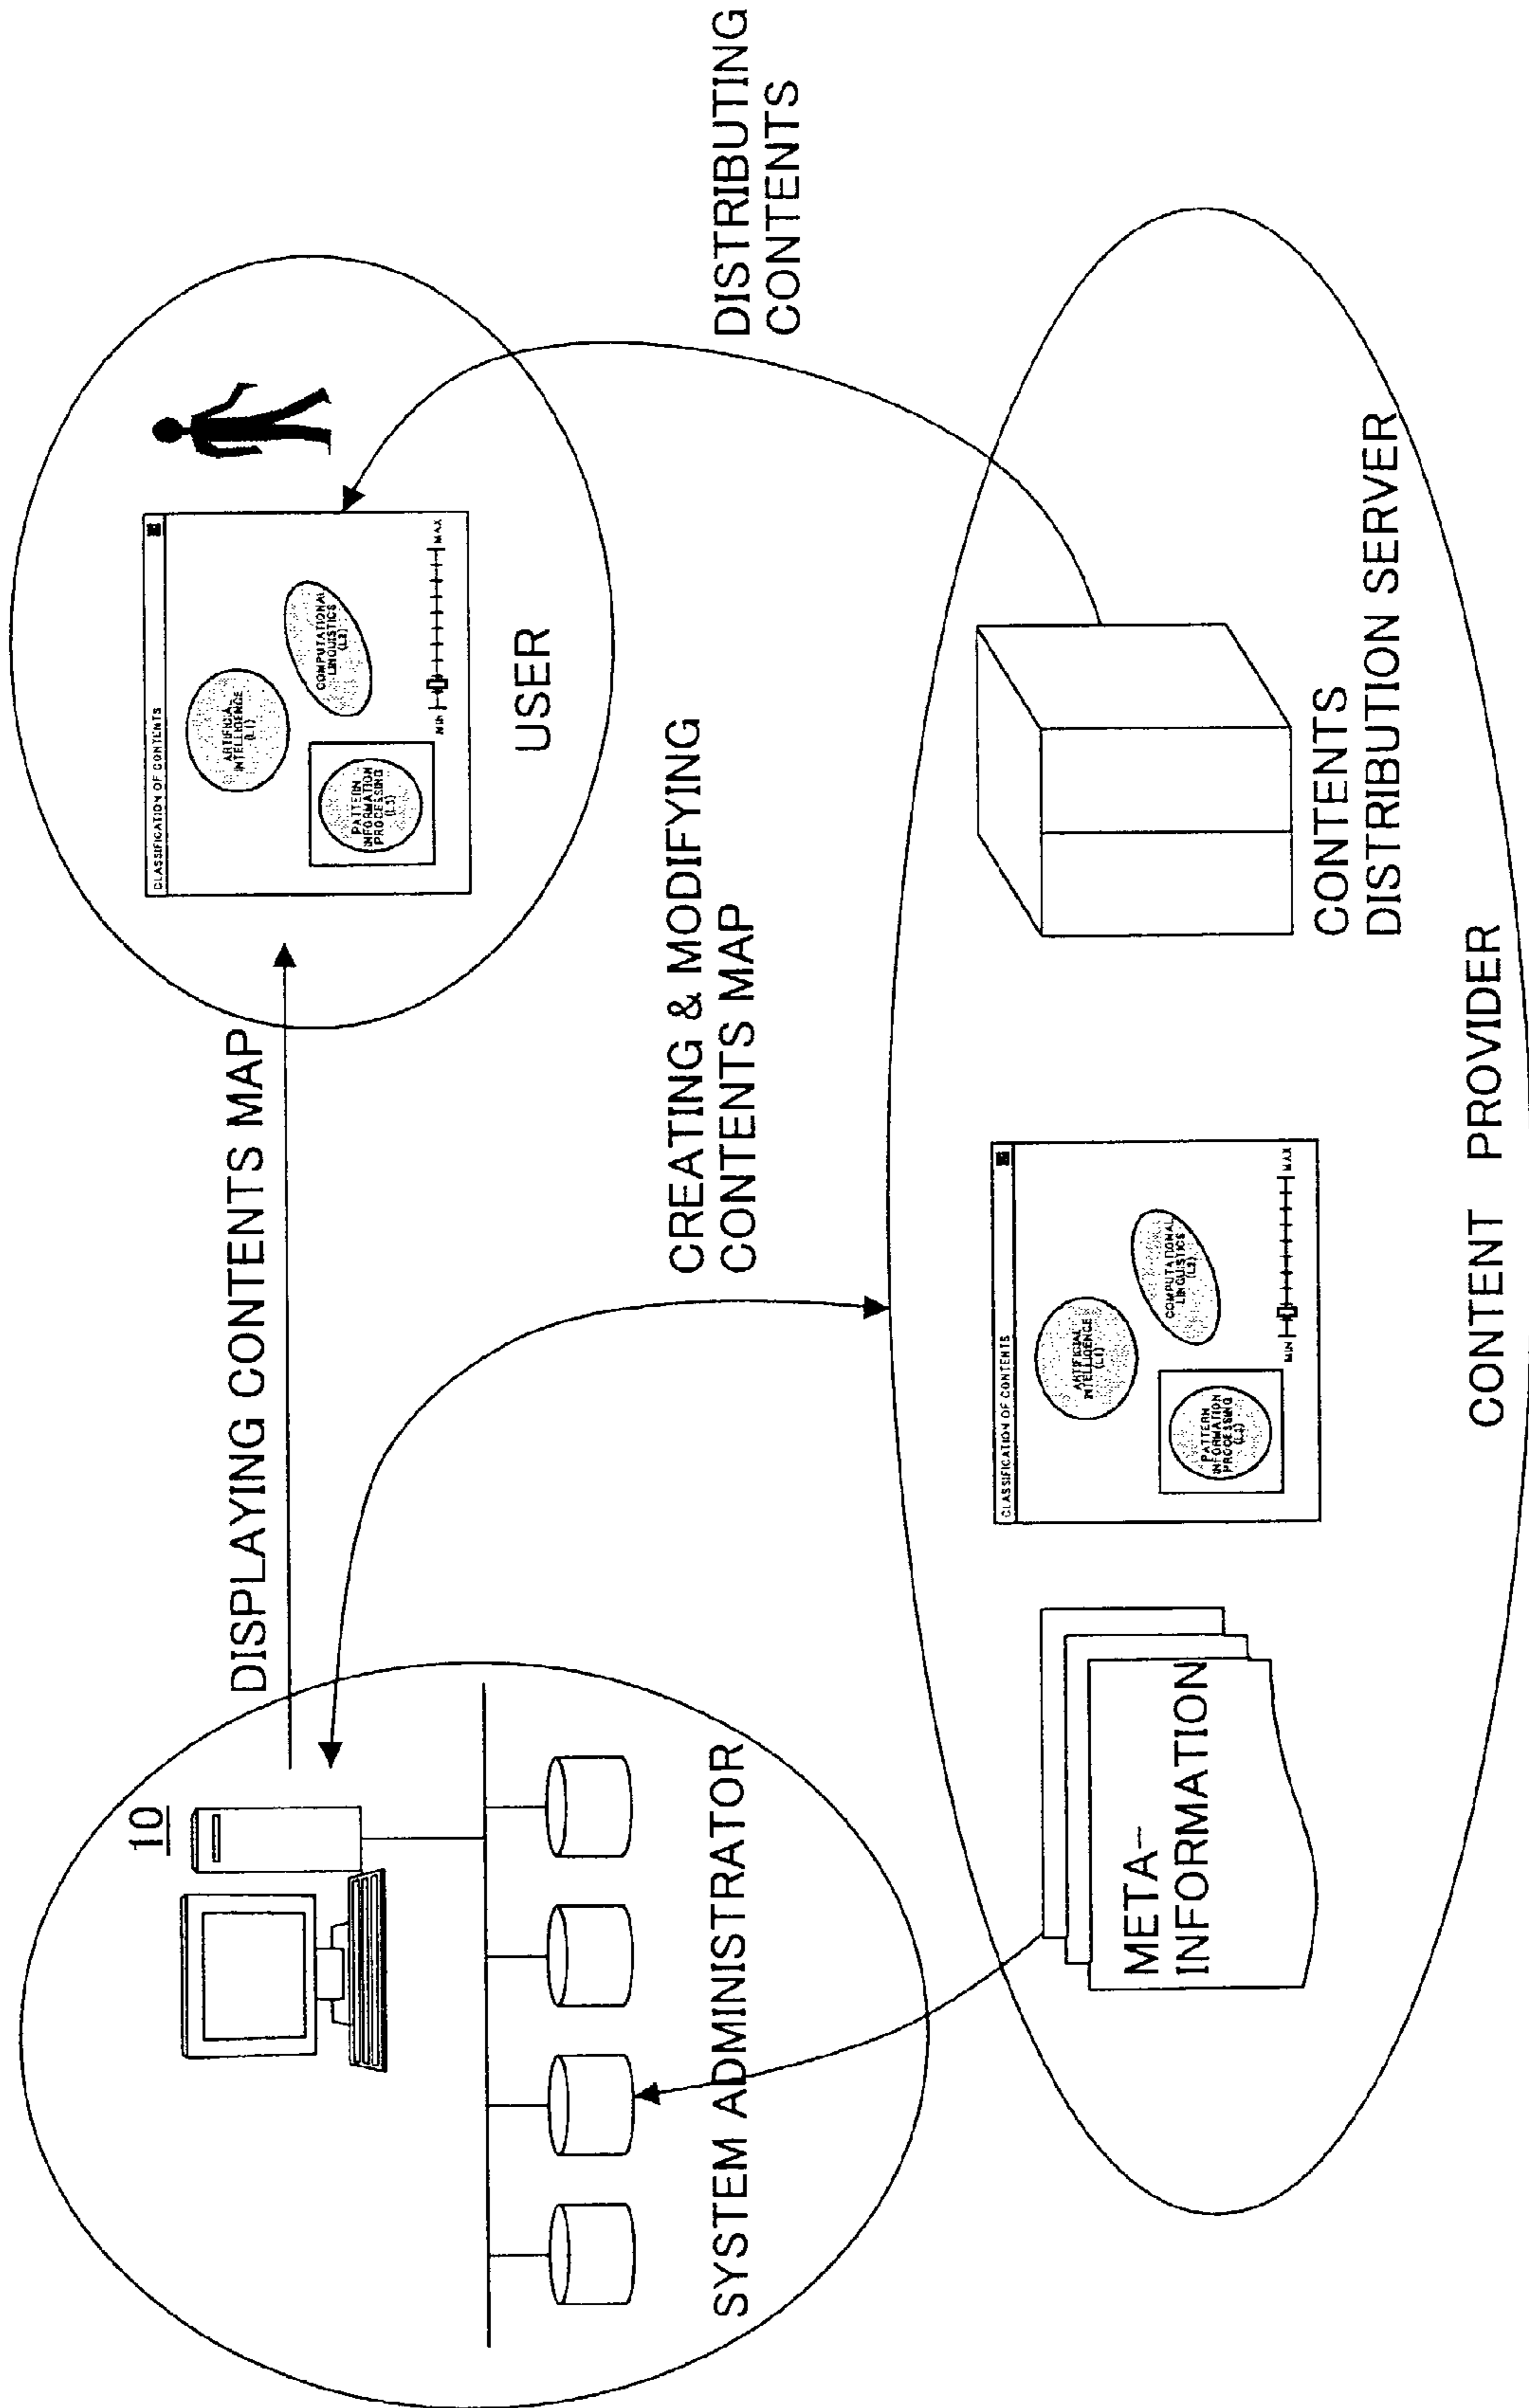 10
DISPLAYING CONTENTS MAP
CLASSIFICATION OF CONTENTS
ARTIFICIAL
INTELLIGENCE
(L1)
COMPUTATIONAL
LINGUISTICS
(L2)
PATTERN
INFORMATION
PROCESSING
(L3)
MIN
MAX
USER
SYSTEM ADMINISTRATOR
CREATING & MODIFYING
CONTENTS MAP
DISTRIBUTING
CONTENTS
META-
INFORMATION
CLASSIFICATION OF CONTENTS
ARTIFICIAL
INTELLIGENCE
(L1)
COMPUTATIONAL
LINGUISTICS
(L2)
PATTERN
INFORMATION
PROCESSING
(L3)
MIN
MAX
CONTENTS
DISTRIBUTION SERVER
CONTENT PROVIDER